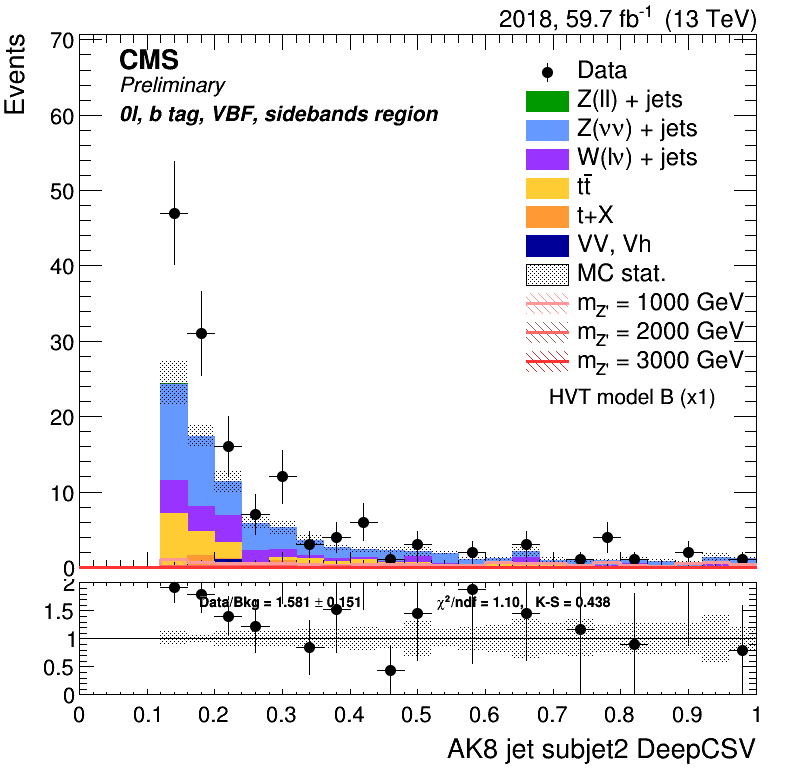 2018, 59.7 fb⁻¹ (13 TeV)
Events
CMS
Preliminary
0l, b tag, VBF, sidebands region
Data
Z(ll) + jets
Z(νν) + jets
W(lν) + jets
tt̄
t+X
VV, Vh
MC stat.
m_Z' = 1000 GeV
m_Z' = 2000 GeV
m_Z' = 3000 GeV
HVT model B (x1)
70
60
50
40
30
20
10
0
Data/Bkg = 1.581 ± 0.151
χ²/ndf = 1.10, K-S = 0.438
2
1.5
1
0.5
0
0 0.1 0.2 0.3 0.4 0.5 0.6 0.7 0.8 0.9 1
AK8 jet subjet2 DeepCSV